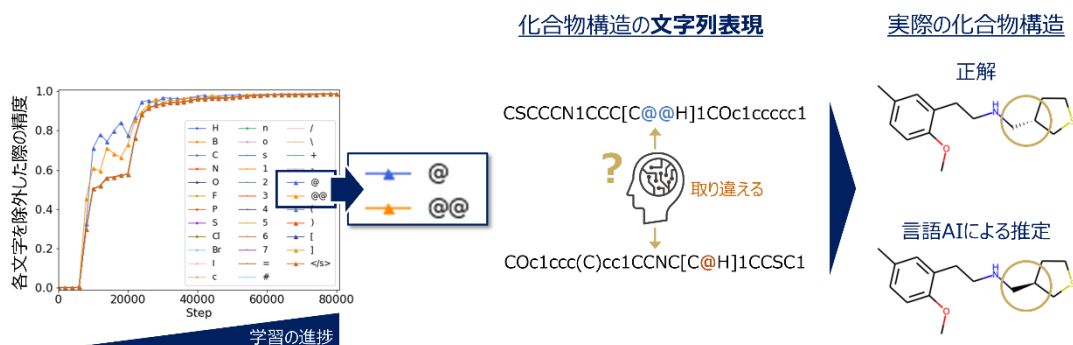 化合物構造の文字列表現
実際の化合物構造
正解
各文字を除外した際の精度
1.0
0.8
0.6
0.4
0.2
0.0
0
20000
40000
60000
80000
Step
学習の進捗
H
B
C
N
O
F
P
S
Cl
Br
I
c
n
o
s
1
2
3
4
5
6
7
=
#
/
\
+
-
@
@@
(
)
[
]
</s>
@
@@
CSCCCN1CCC[C@@H]1COc1ccccc1
?
取り違える
COc1ccc(C)cc1CCNC[C@H]1CCSC1
H
N
S
O
言語AIによる推定
H
N
S
O